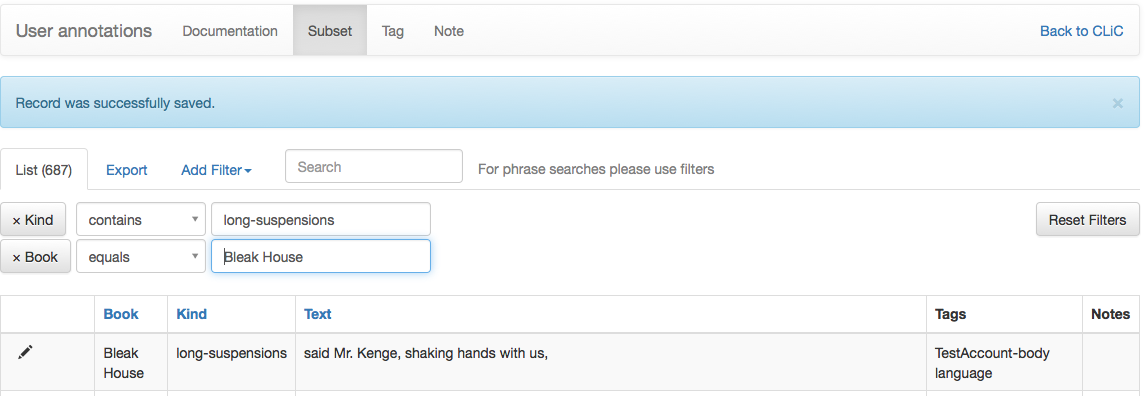 User annotations Documentation Subset Tag Note Back to CLiC
Record was successfully saved. ×
List (687) Export Add Filter Search For phrase searches please use filters
× Kind contains long-suspensions Reset Filters
× Book equals Bleak House
Book Kind Text Tags Notes
Bleak long-suspensions said Mr. Kenge, shaking hands with us, TestAccount-body
House language